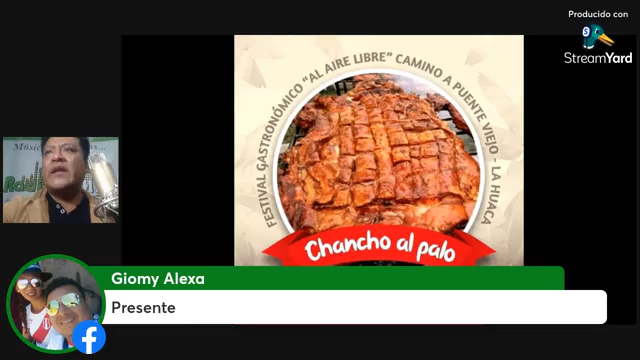 Producido con
StreamYard
FESTIVAL GASTRONÓMICO "AL AIRE LIBRE" CAMINO A PUENTE VIEJO - LA HUACA
Chancho al palo
Giomy Alexa
Presente